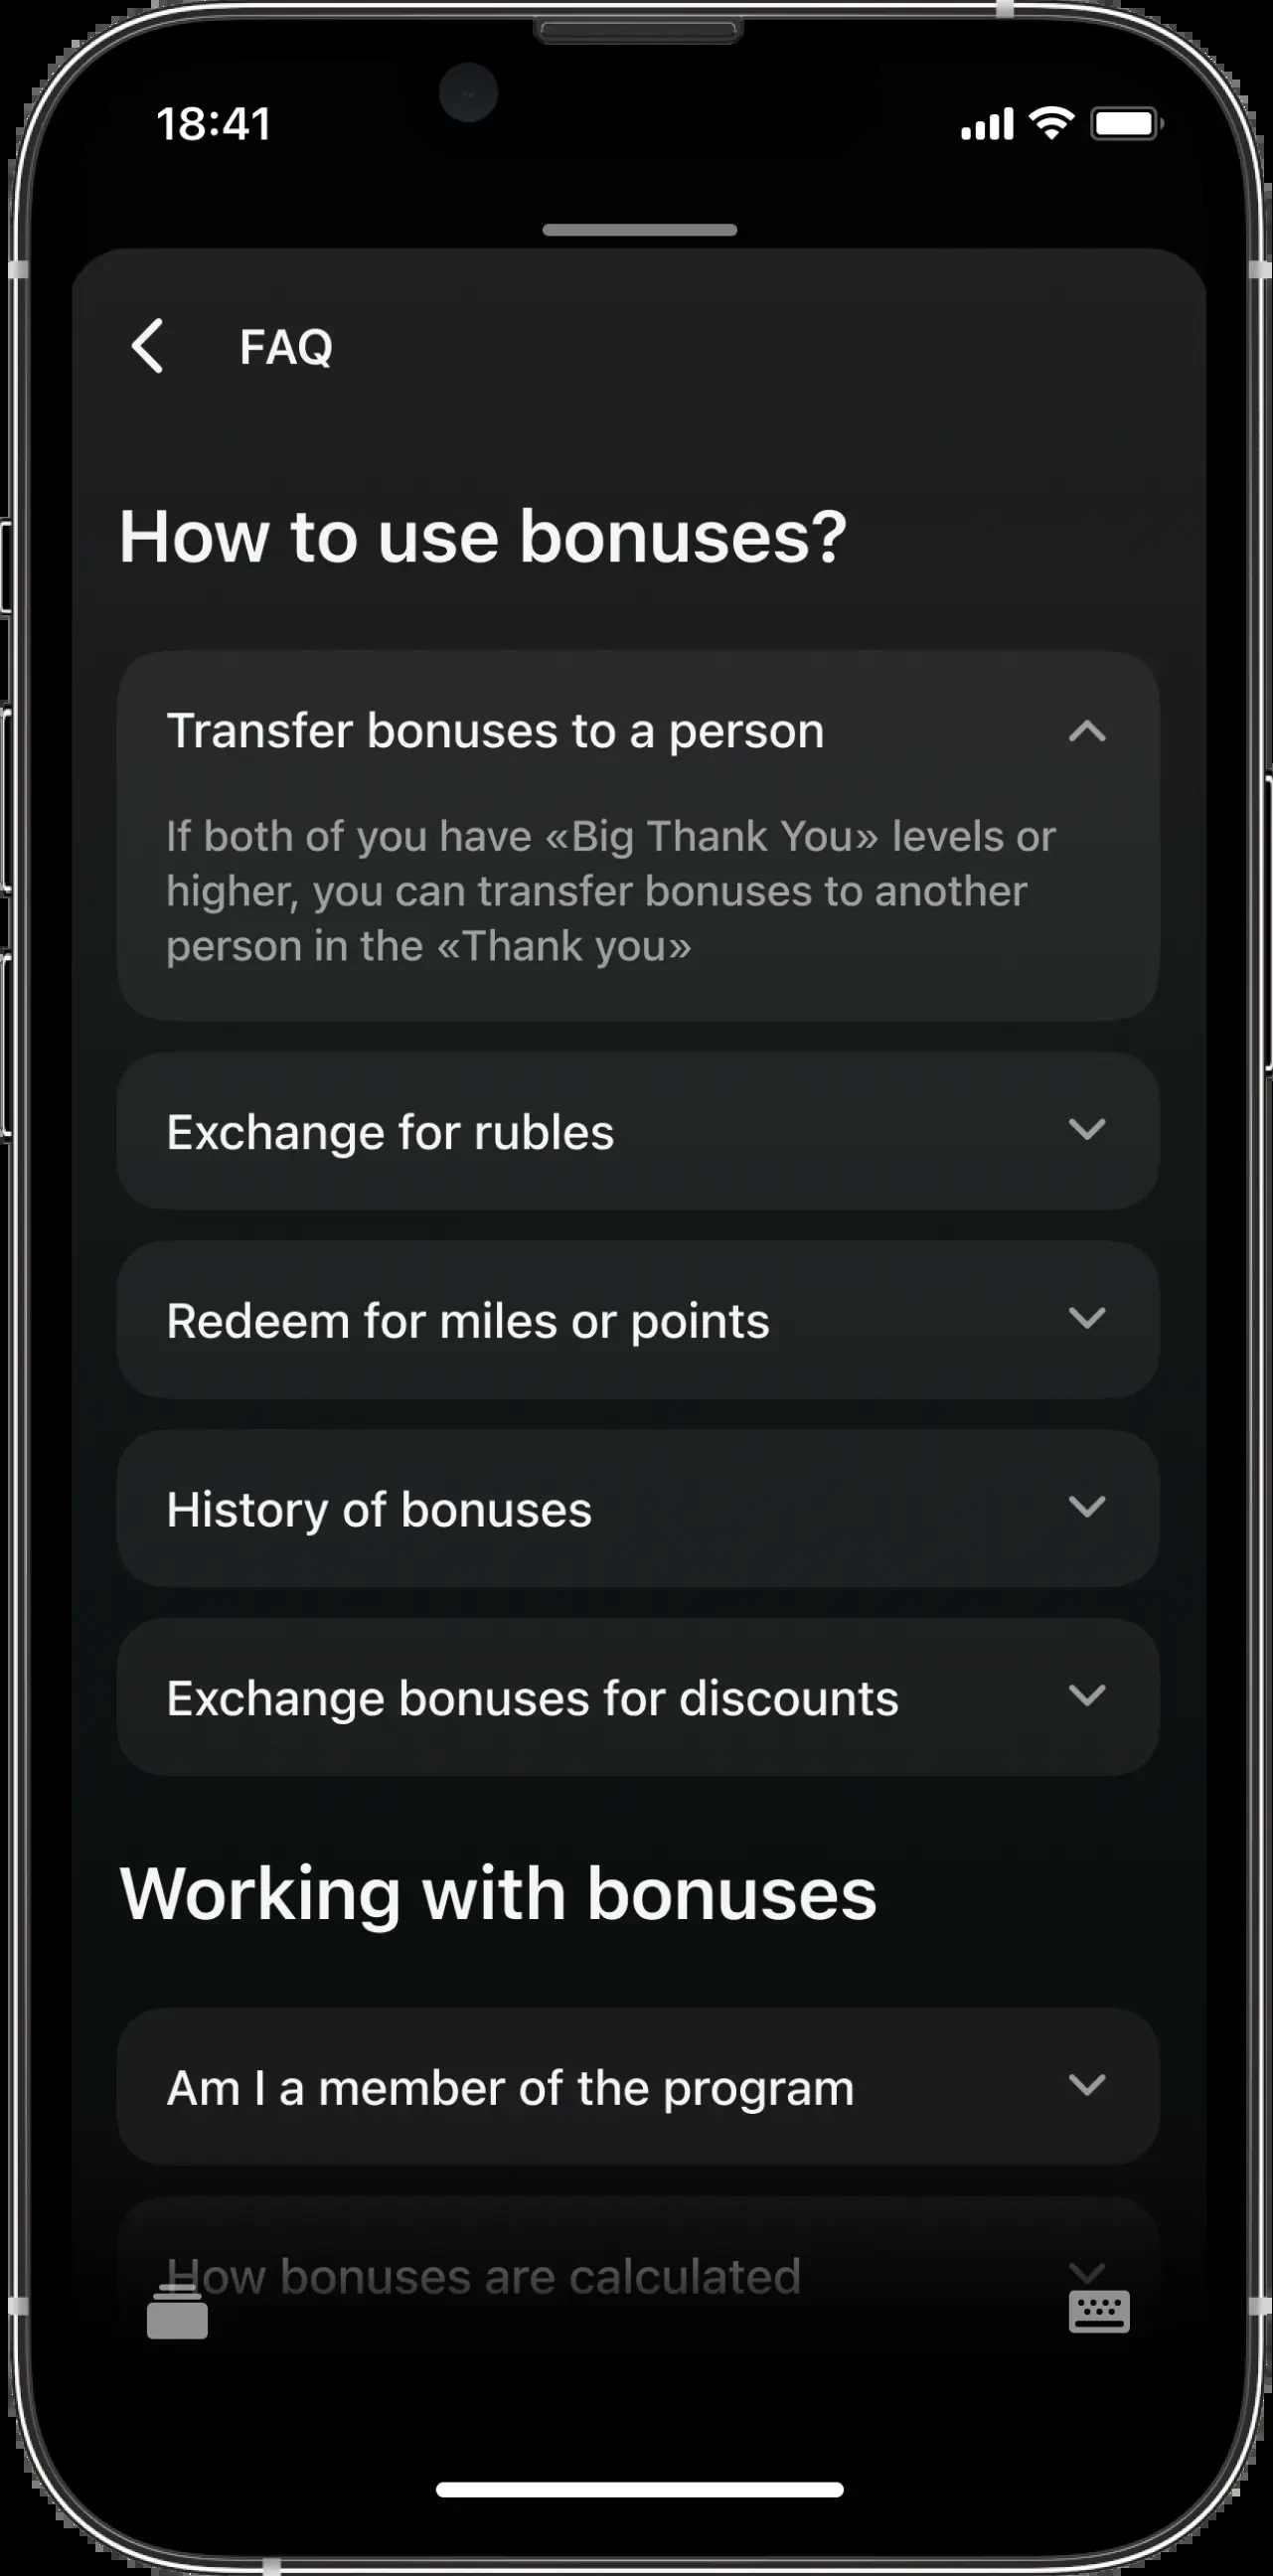 18:41
FAQ
How to use bonuses?
Transfer bonuses to a person
If both of you have «Big Thank You» levels or
higher, you can transfer bonuses to another
person in the «Thank you»
Exchange for rubles
Redeem for miles or points
History of bonuses
Exchange bonuses for discounts
Working with bonuses
Am I a member of the program
How bonuses are calculated